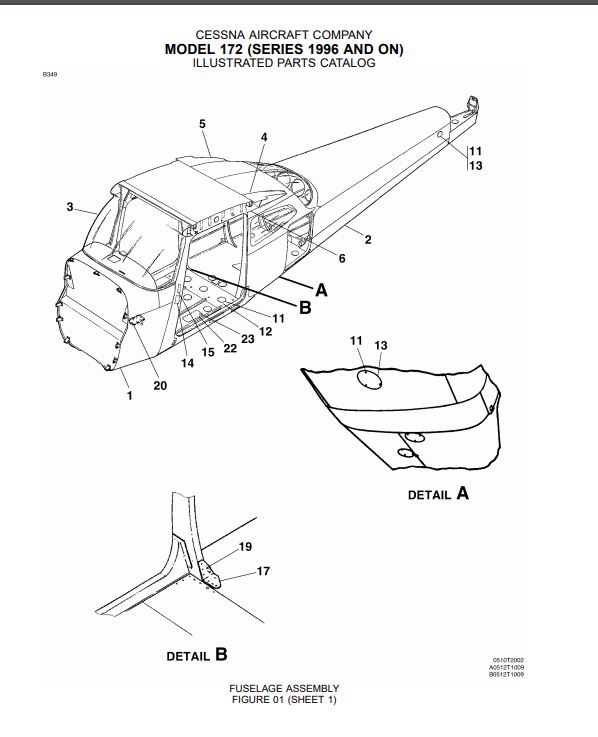 CESSNA AIRCRAFT COMPANY
MODEL 172 (SERIES 1996 AND ON)
ILLUSTRATED PARTS CATALOG
B349
5
4
11
13
3
2
6
A
B
11
12
23
22
15
14
20
1
11 13
DETAIL A
19
17
DETAIL B
0510T2002
A0512T1009
B0512T1009
FUSELAGE ASSEMBLY
FIGURE 01 (SHEET 1)